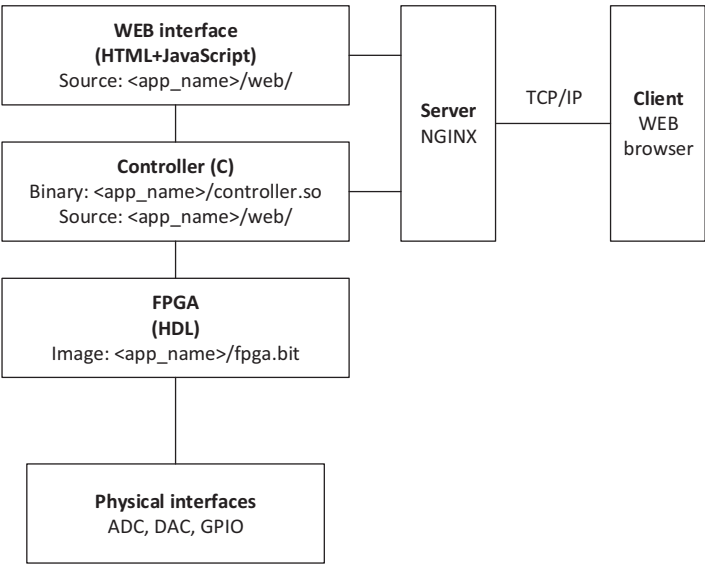 WEB interface
(HTML+JavaScript)
Source: <app_name>/web/
Controller (C)
Binary: <app_name>/controller.so
Source: <app_name>/web/
FPGA
(HDL)
Image: <app_name>/fpga.bit
Physical interfaces
ADC, DAC, GPIO
Server
NGINX
TCP/IP
Client
WEB
browser